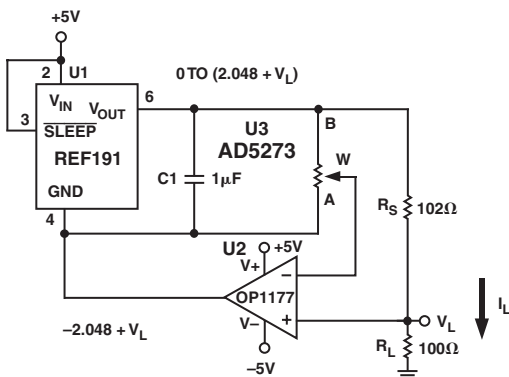 +5V
2
U1
VIN
VOUT
6
0 TO (2.048 + VL)
3
SLEEP
REF191
GND
4
C1
1µF
U3
AD5273
B
W
A
RS
102Ω
U2
+5V
V+
−
OP1177
+
V−
−5V
−2.048 + VL
VL
IL
RL
100Ω